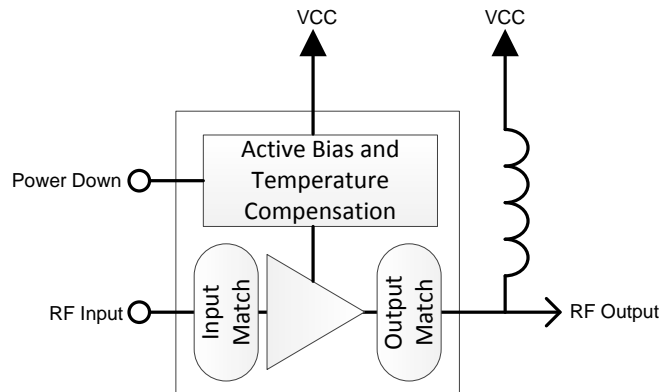 VCC
VCC
Active Bias and
Temperature
Compensation
Power Down
RF Input
Input
Match
Output
Match
RF Output